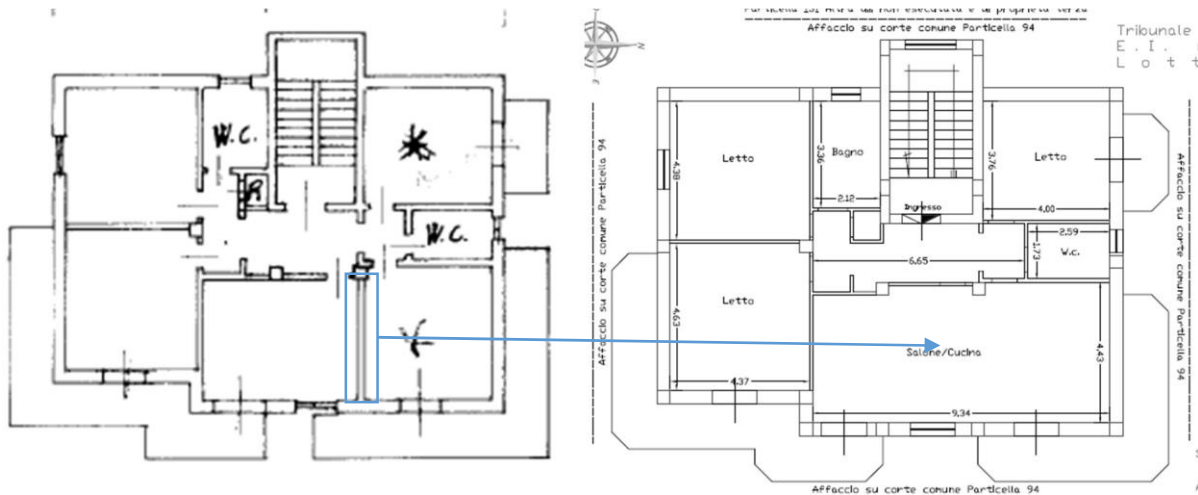 W.C.
R
W.C.
Affaccio su corte comune Particella 94
Tribunale
E.I.
Lott
N
Affaccio su corte comune Particella 94
Letto
4.38
3.36
Bagno
2.12
Ingresso
3.76
Letto
4.00
2.59
1.73
W.c.
6.65
Letto
4.63
4.37
Salone/Cucina
4.43
9.34
Affaccio su corte comune Particella 94
Affaccio su corte comune Particella 94